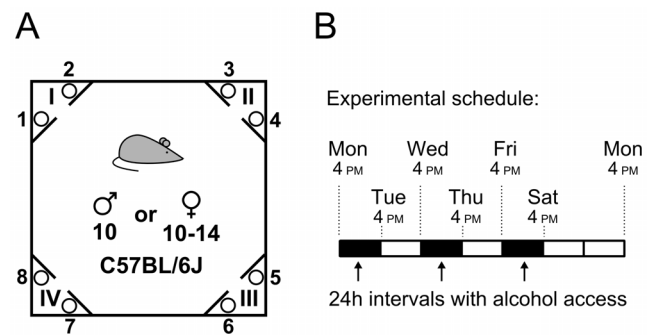 A
2
3
I
II
1
4
♂ or ♀
10
10-14
C57BL/6J
8
5
IV
III
7
6
B
Experimental schedule:
Mon Wed Fri Mon
4 PM 4 PM 4 PM 4 PM
Tue Thu Sat
4 PM 4 PM 4 PM
24h intervals with alcohol access